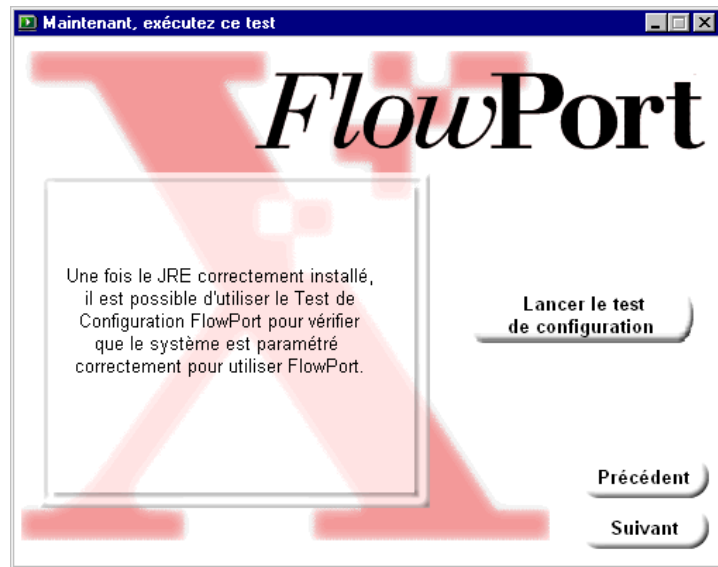 Maintenant, exécutez ce test
FlowPort
Une fois le JRE correctement installé,
il est possible d'utiliser le Test de
Configuration FlowPort pour vérifier
que le système est paramétré
correctement pour utiliser FlowPort.
Lancer le test
de configuration
Précédent
Suivant